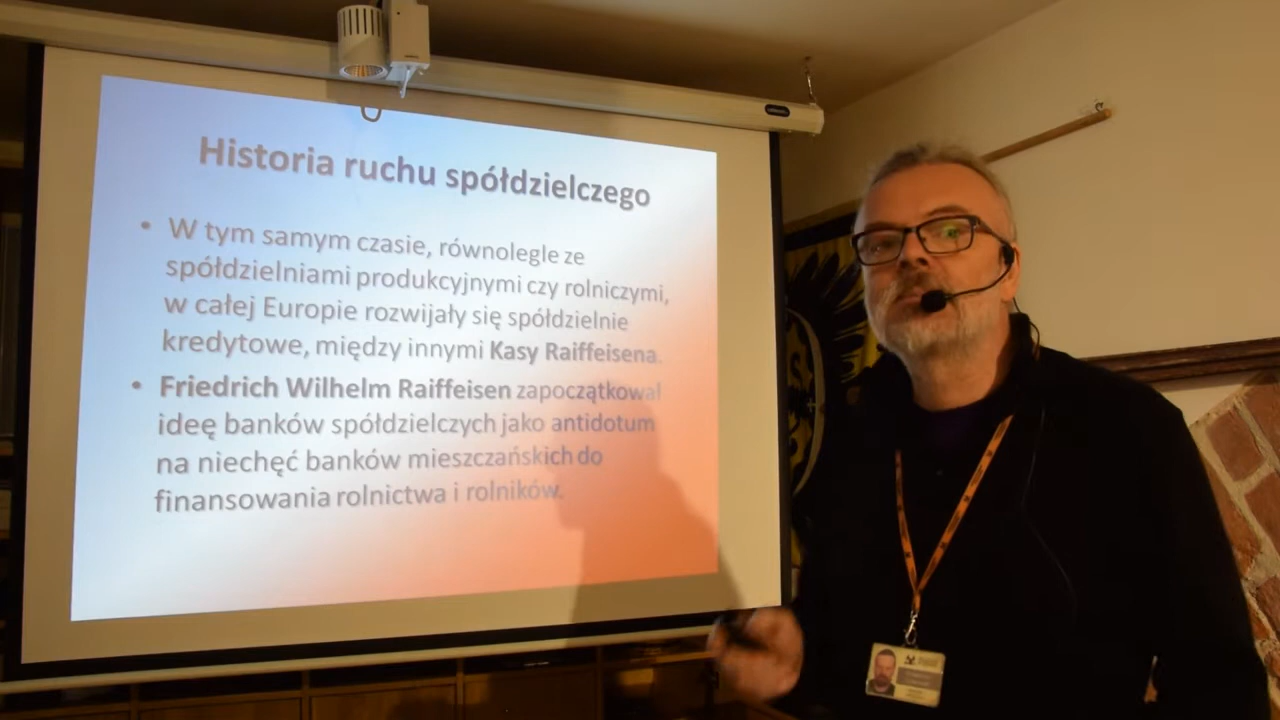 Historia ruchu spółdzielczego
• W tym samym czasie, równolegle ze
spółdzielniami produkcyjnymi czy rolniczymi,
w całej Europie rozwijały się spółdzielnie
kredytowe, między innymi Kasy Raiffeisena.
• Friedrich Wilhelm Raiffeisen zapoczątkował
ideę banków spółdzielczych jako antidotum
na niechęć banków mieszczańskich do
finansowania rolnictwa i rolników.